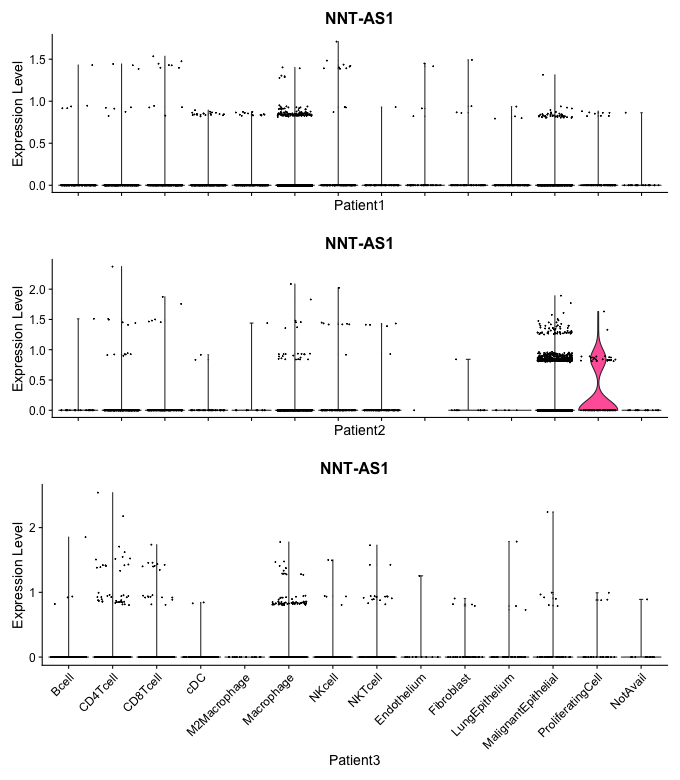 NNT-AS1
Expression Level
1.5
1.0
0.5
0.0
Patient1
NNT-AS1
Expression Level
2.0
1.5
1.0
0.5
0.0
Patient2
NNT-AS1
Expression Level
2
1
0
Bcell
CD4Tcell
CD8Tcell
cDC
M2Macrophage
Macrophage
NKcell
NKTcell
Endothelium
Fibroblast
LungEpithelium
MalignantEpithelial
ProliferatingCell
NotAvail
Patient3